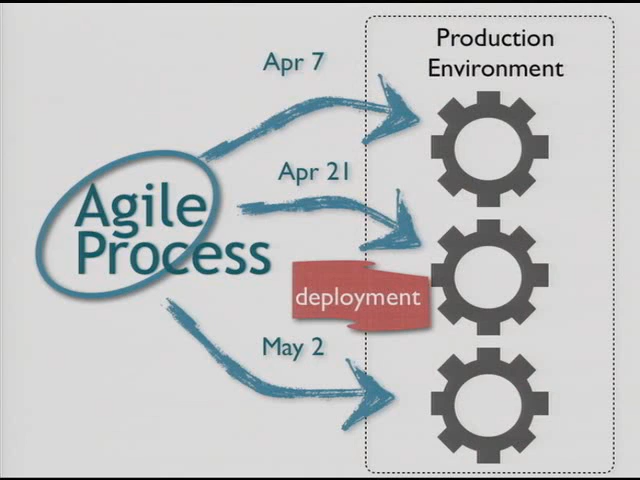 Production
Environment
Apr 7
Apr 21
Agile
Process
deployment
May 2